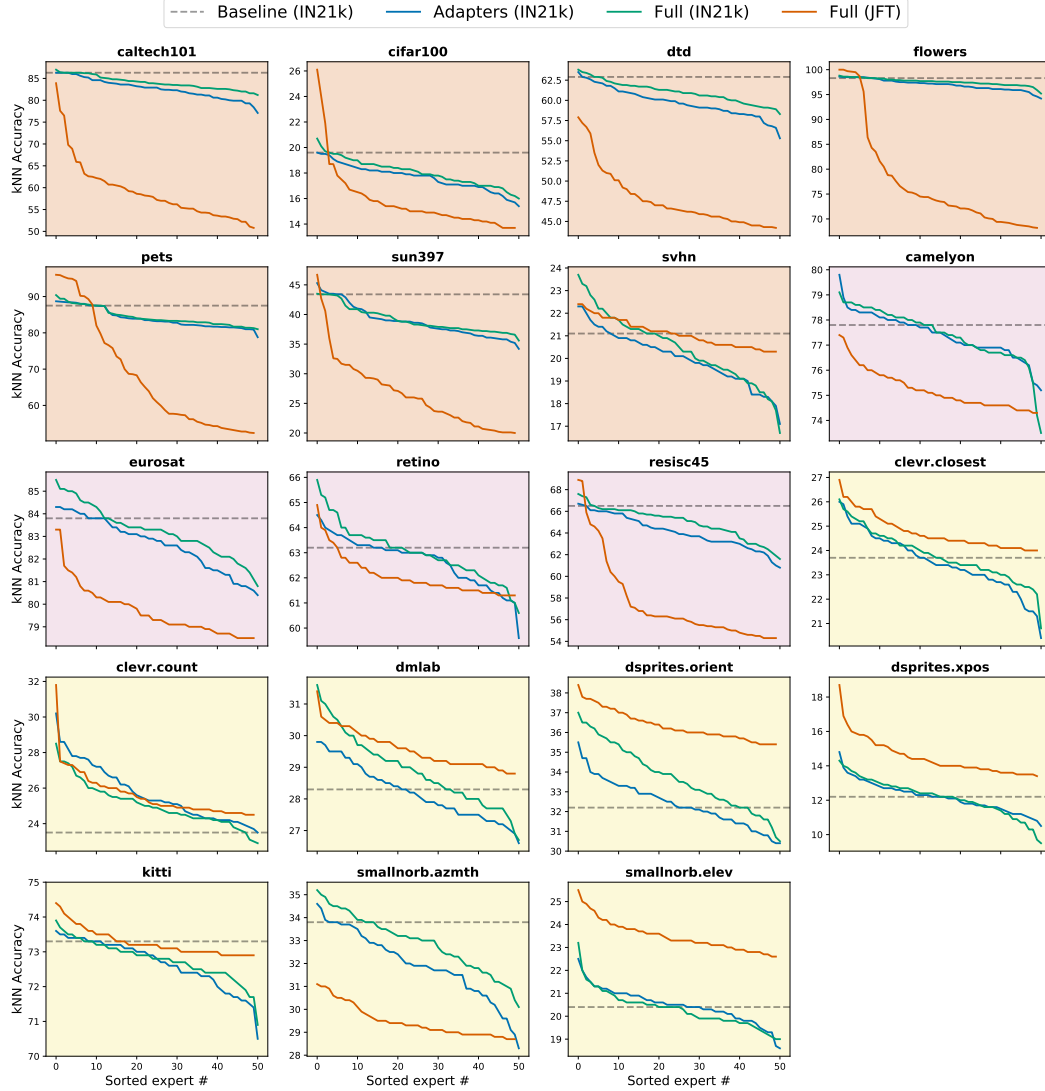 Baseline (IN21k) Adapters (IN21k) Full (IN21k) Full (JFT)
caltech101 cifar100 dtd flowers
kNN Accuracy
85 80 75 70 65 60 55 50
26 24 22 20 18 16 14
62.5 60.0 57.5 55.0 52.5 50.0 47.5 45.0
100 95 90 85 80 75 70
pets sun397 svhn camelyon
kNN Accuracy
90 80 70 60
45 40 35 30 25 20
24 23 22 21 20 19 18 17
80 79 78 77 76 75 74
eurosat retino resisc45 clevr.closest
kNN Accuracy
85 84 83 82 81 80 79
66 65 64 63 62 61 60
68 66 64 62 60 58 56 54
27 26 25 24 23 22 21
clevr.count dmlab dsprites.orient dsprites.xpos
kNN Accuracy
32 30 28 26 24
31 30 29 28 27
38 37 36 35 34 33 32 31 30
18 16 14 12 10
kitti smallnorb.azmth smallnorb.elev
kNN Accuracy
75 74 73 72 71 70
35 34 33 32 31 30 29 28
25 24 23 22 21 20 19
0 10 20 30 40 50
0 10 20 30 40 50
0 10 20 30 40 50
Sorted expert # Sorted expert # Sorted expert #